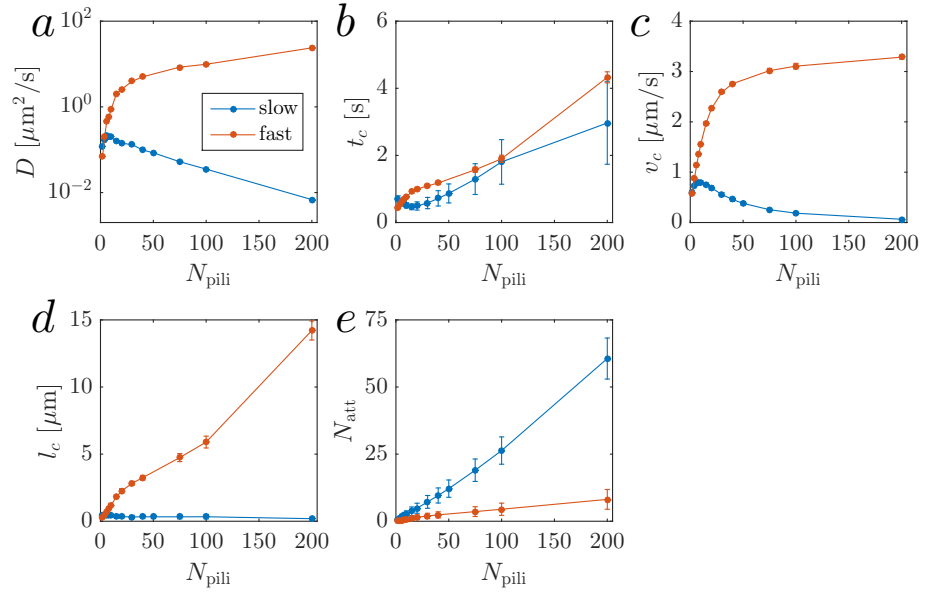 a
10^2
10^0
10^-2
D [μm^2/s]
slow
fast
0 50 100 150 200
N_pili
b
6
4
2
0
t_c [s]
0 50 100 150 200
N_pili
c
4
3
2
1
0
v_c [μm/s]
0 50 100 150 200
N_pili
d
15
10
5
0
l_c [μm]
0 50 100 150 200
N_pili
e
75
50
25
0
N_att
0 50 100 150 200
N_pili